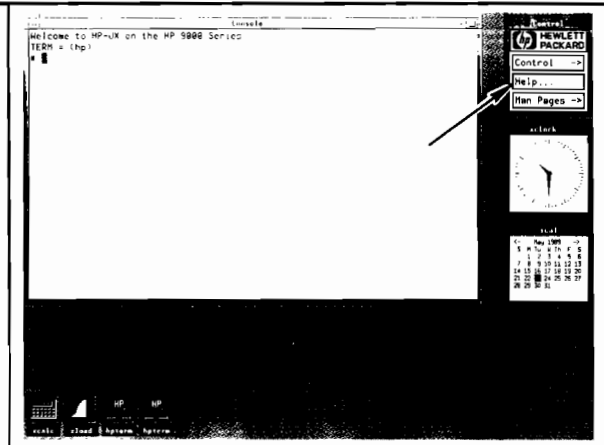 Console
Welcome to HP-UX on the HP 9000 Series
TERM = (hp)
#
Control
hp HEWLETT
PACKARD
Control ->
Help...
Man Pages ->
xclock
xcal
<- May 1989 ->
S M Tu W Th F S
1 2 3 4 5 6
7 8 9 10 11 12 13
14 15 16 17 18 19 20
21 22 24 25 26 27
28 29 30 31
HP HP
xcalc xload hpterm hpterm